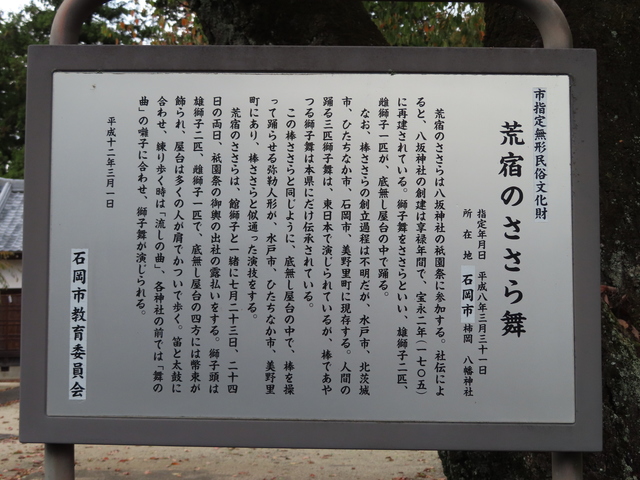 市指定無形民俗文化財
荒宿のささら舞
指定年月日 平成八年三月三十一日
所在地 石岡市 柿岡 八幡神社
荒宿のささらは八坂神社の祇園祭に参加する。社伝によ
ると、八坂神社の創建は享禄年間で、宝永二年（一七〇五）
に再建されている。獅子舞をささらといい、雄獅子二匹、
雌獅子一匹が、底無し屋台の中で踊る。
なお、棒ささらの創立過程は不明だが、水戸市、北茨城
市、ひたちなか市、石岡市、美野里町に現存する。人間の
踊る三匹獅子舞は、東日本で演じられているが、棒であや
つる獅子舞は本県にだけ伝承されている。
この棒ささらと同じように、底無し屋台の中で、棒を操
って踊らせる弥勒人形が、水戸市、ひたちなか市、美野里
町にあり、棒ささらと似通った演技をする。
荒宿のささらは、館獅子と一緒に七月二十三日、二十四
日の両日、祇園祭の御輿の出社の露払いをする。獅子頭は
雄獅子二匹、雌獅子一匹で、底無し屋台の四方には幣束が
飾られ、屋台は多くの人が肩でかついで歩く。笛と太鼓に
合わせ、練り歩く時は「流しの曲」、各神社の前では「舞の
曲」の囃子に合わせ、獅子舞が演じられる。
平成十二年三月一日
石岡市教育委員会